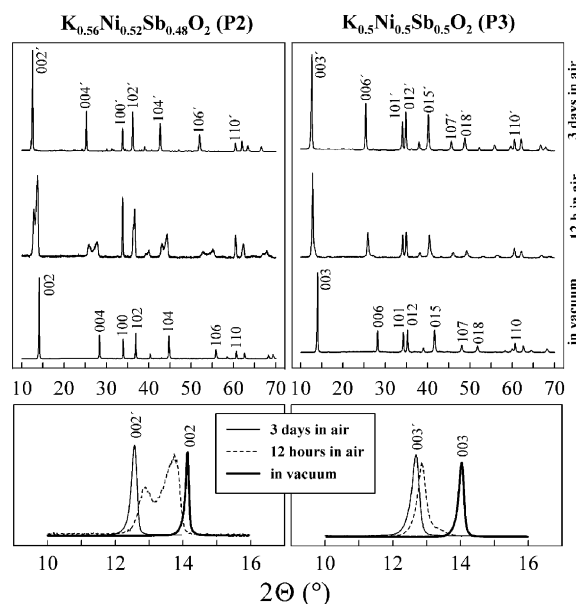 K0.56Ni0.52Sb0.48O2 (P2)
K0.5Ni0.5Sb0.5O2 (P3)
002´
004´
100´
102´
104´
106´
110´
003´
006´
101´
012´
015´
107´
018´
110´
3 days in air
12 h in air
002
004
100
102
104
106
110
003
006
101
012
015
107
018
110
in vacuum
10 20 30 40 50 60 70
10 20 30 40 50 60 70
002´
002
003´
003
3 days in air
12 hours in air
in vacuum
10 12 14 16
10 12 14 16
2Θ (°)